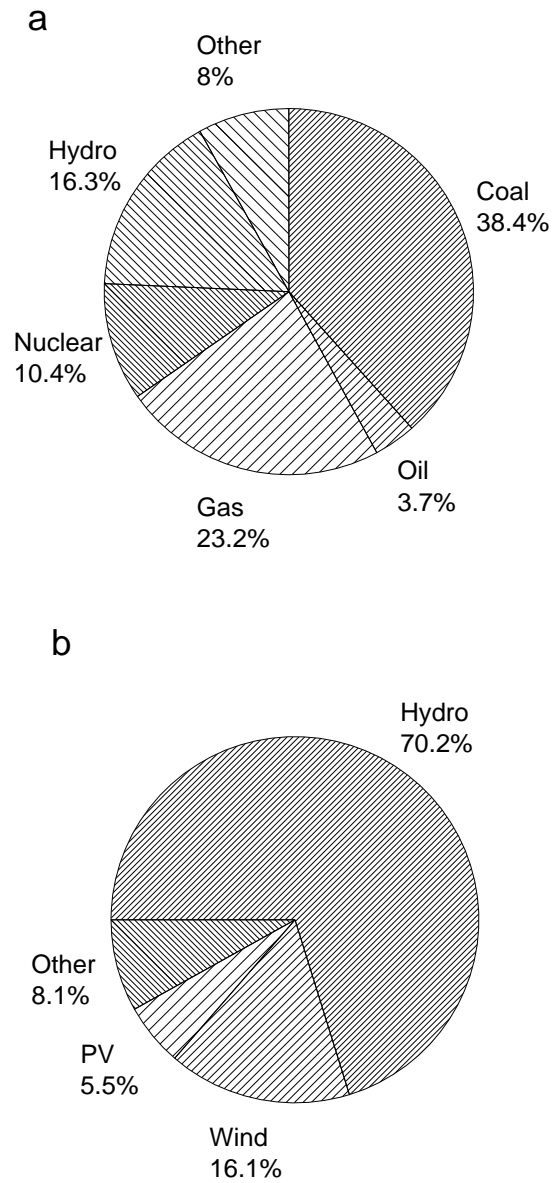 a
Other
8%
Hydro
16.3%
Coal
38.4%
Nuclear
10.4%
Oil
3.7%
Gas
23.2%
b
Hydro
70.2%
Other
8.1%
PV
5.5%
Wind
16.1%